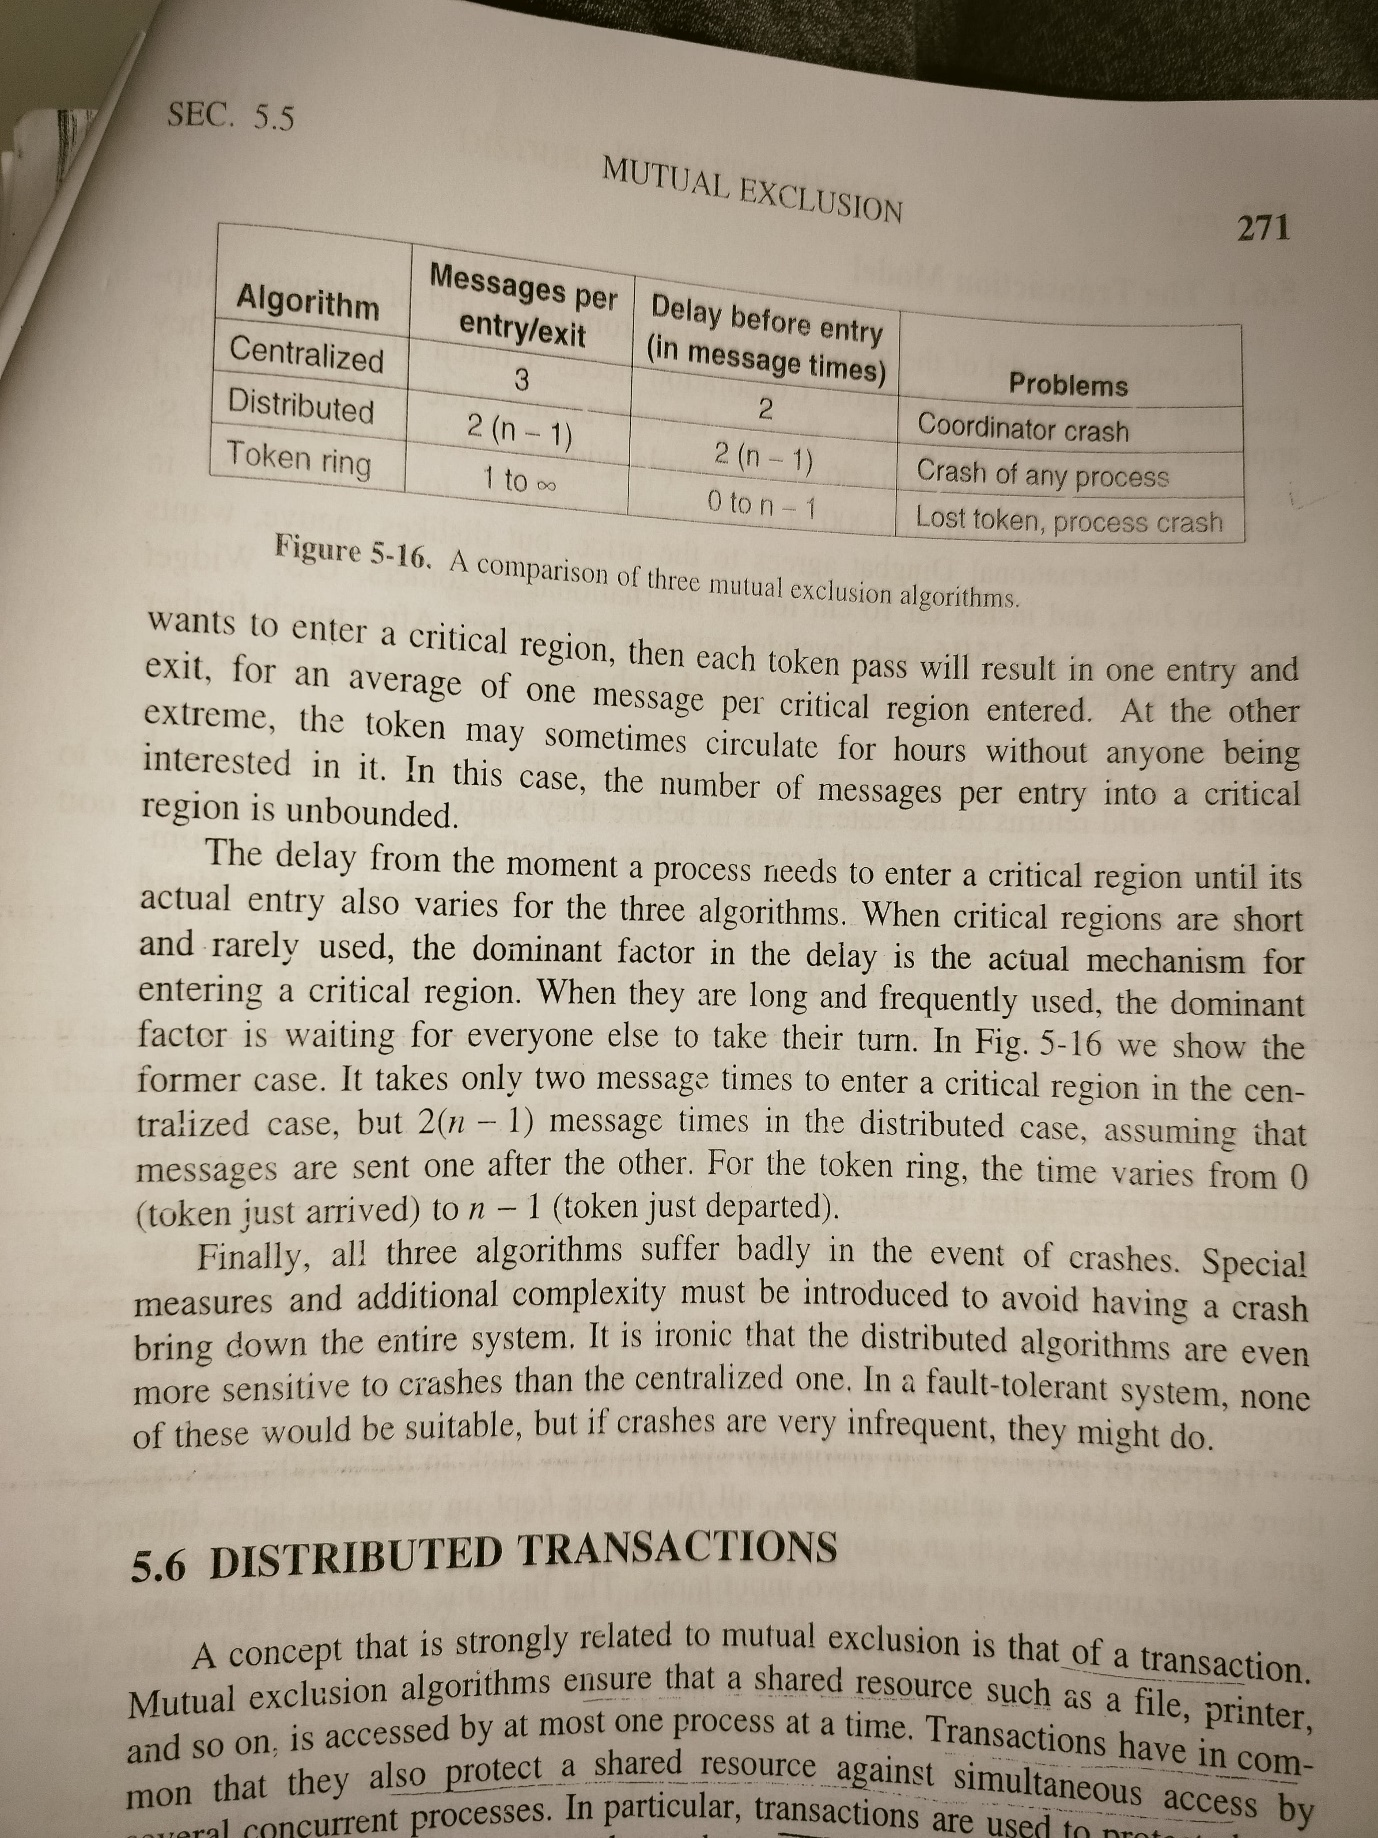 SEC. 5.5
MUTUAL EXCLUSION
271
Algorithm Messages per entry/exit Delay before entry (in message times) Problems
Centralized 3 2 Coordinator crash
Distributed 2 (n – 1) 2 (n – 1) Crash of any process
Token ring 1 to ∞ 0 to n – 1 Lost token, process crash
Figure 5-16. A comparison of three mutual exclusion algorithms.
wants to enter a critical region, then each token pass will result in one entry and
exit, for an average of one message per critical region entered. At the other
extreme, the token may sometimes circulate for hours without anyone being
interested in it. In this case, the number of messages per entry into a critical
region is unbounded.
The delay from the moment a process needs to enter a critical region until its
actual entry also varies for the three algorithms. When critical regions are short
and rarely used, the dominant factor in the delay is the actual mechanism for
entering a critical region. When they are long and frequently used, the dominant
factor is waiting for everyone else to take their turn. In Fig. 5-16 we show the
former case. It takes only two message times to enter a critical region in the cen-
tralized case, but 2(n – 1) message times in the distributed case, assuming that
messages are sent one after the other. For the token ring, the time varies from 0
(token just arrived) to n – 1 (token just departed).
Finally, all three algorithms suffer badly in the event of crashes. Special
measures and additional complexity must be introduced to avoid having a crash
bring down the entire system. It is ironic that the distributed algorithms are even
more sensitive to crashes than the centralized one. In a fault-tolerant system, none
of these would be suitable, but if crashes are very infrequent, they might do.
5.6 DISTRIBUTED TRANSACTIONS
A concept that is strongly related to mutual exclusion is that of a transaction.
Mutual exclusion algorithms ensure that a shared resource such as a file, printer,
and so on, is accessed by at most one process at a time. Transactions have in com-
mon that they also protect a shared resource against simultaneous access by
several concurrent processes. In particular, transactions are used to